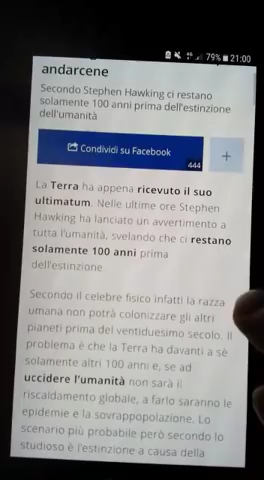 79% 21:00
andarcene
Secondo Stephen Hawking ci restano
solamente 100 anni prima dell'estinzione
dell'umanità
Condividi su Facebook
444
+
La Terra ha appena ricevuto il suo
ultimatum. Nelle ultime ore Stephen
Hawking ha lanciato un avvertimento a
tutta l'umanità, svelando che ci restano
solamente 100 anni prima
dell'estinzione.
Secondo il celebre fisico infatti la razza
umana non potrà colonizzare gli altri
pianeti prima del ventiduesimo secolo. Il
problema è che la Terra ha davanti a sé
solamente altri 100 anni e, se ad
uccidere l'umanità non sarà il
riscaldamento globale, a farlo saranno le
epidemie e la sovrappopolazione. Lo
scenario più probabile però secondo lo
studioso è l'estinzione a causa della